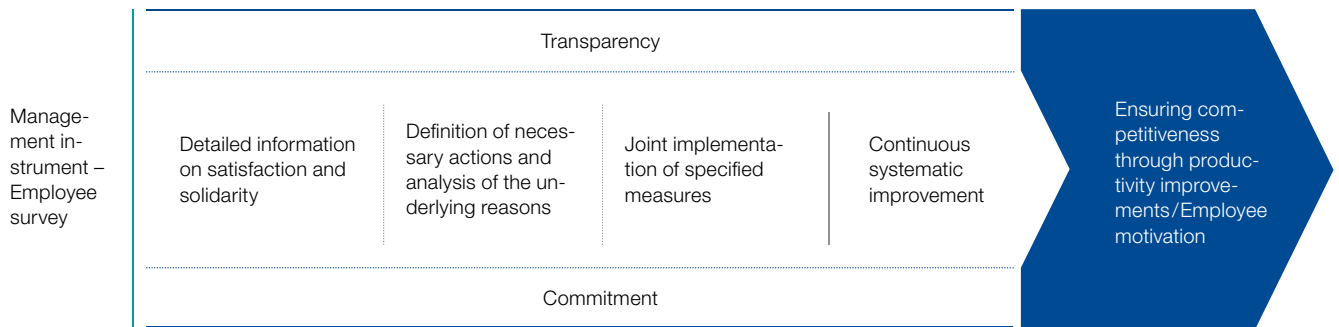 Transparency
Manage-
ment in-
strument –
Employee
survey
Detailed information
on satisfaction and
solidarity
Definition of neces-
sary actions and
analysis of the un-
derlying reasons
Joint implementa-
tion of specified
measures
Continuous
systematic
improvement
Ensuring com-
petitiveness
through produc-
tivity improve-
ments/Employee
motivation
Commitment